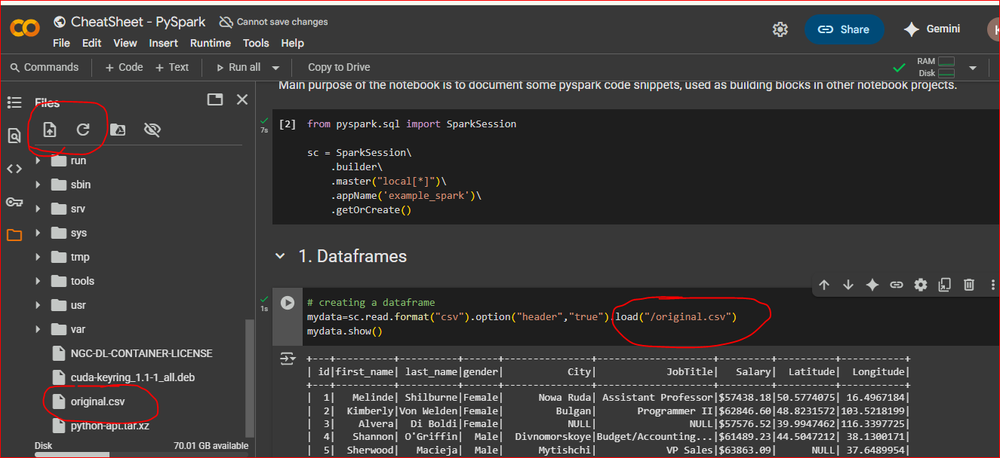 CheatSheet - PySpark Cannot save changes
File Edit View Insert Runtime Tools Help
Share
Gemini
Commands + Code + Text Run all Copy to Drive
RAM
Disk
Files
run
sbin
srv
sys
tmp
tools
usr
var
NGC-DL-CONTAINER-LICENSE
cuda-keyring_1.1-1_all.deb
original.csv
python-apt.tar.xz
Disk 70.01 GB available
Main purpose of the notebook is to document some pyspark code snippets, used as building blocks in other notebook projects.
7s
[2] from pyspark.sql import SparkSession
sc = SparkSession\
.builder\
.master("local[*]")\
.appName('example_spark')\
.getOrCreate()
1. Dataframes
1s
# creating a dataframe
mydata=sc.read.format("csv").option("header","true").load("/original.csv")
mydata.show()
+---+----------+----------+------+--------------+--------------------+---------+----------+-----------+
| id|first_name| last_name|gender| City| JobTitle| Salary| Latitude| Longitude|
+---+----------+----------+------+--------------+--------------------+---------+----------+-----------+
| 1| Melinde| Shilburne|Female| Nowa Ruda| Assistant Professor|$57438.18|50.5774075| 16.4967184|
| 2| Kimberly|Von Welden|Female| Bulgan| Programmer II|$62846.60|48.8231572|103.5218199|
| 3| Alvera| Di Boldi|Female| NULL| NULL|$57576.52|39.9947462|116.3397725|
| 4| Shannon| O'Griffin| Male| Divnomorskoye|Budget/Accounting...|$61489.23|44.5047212| 38.1300171|
| 5| Sherwood| Macieja| Male| Mytishchi| VP Sales|$63863.09| NULL| 37.6489954|